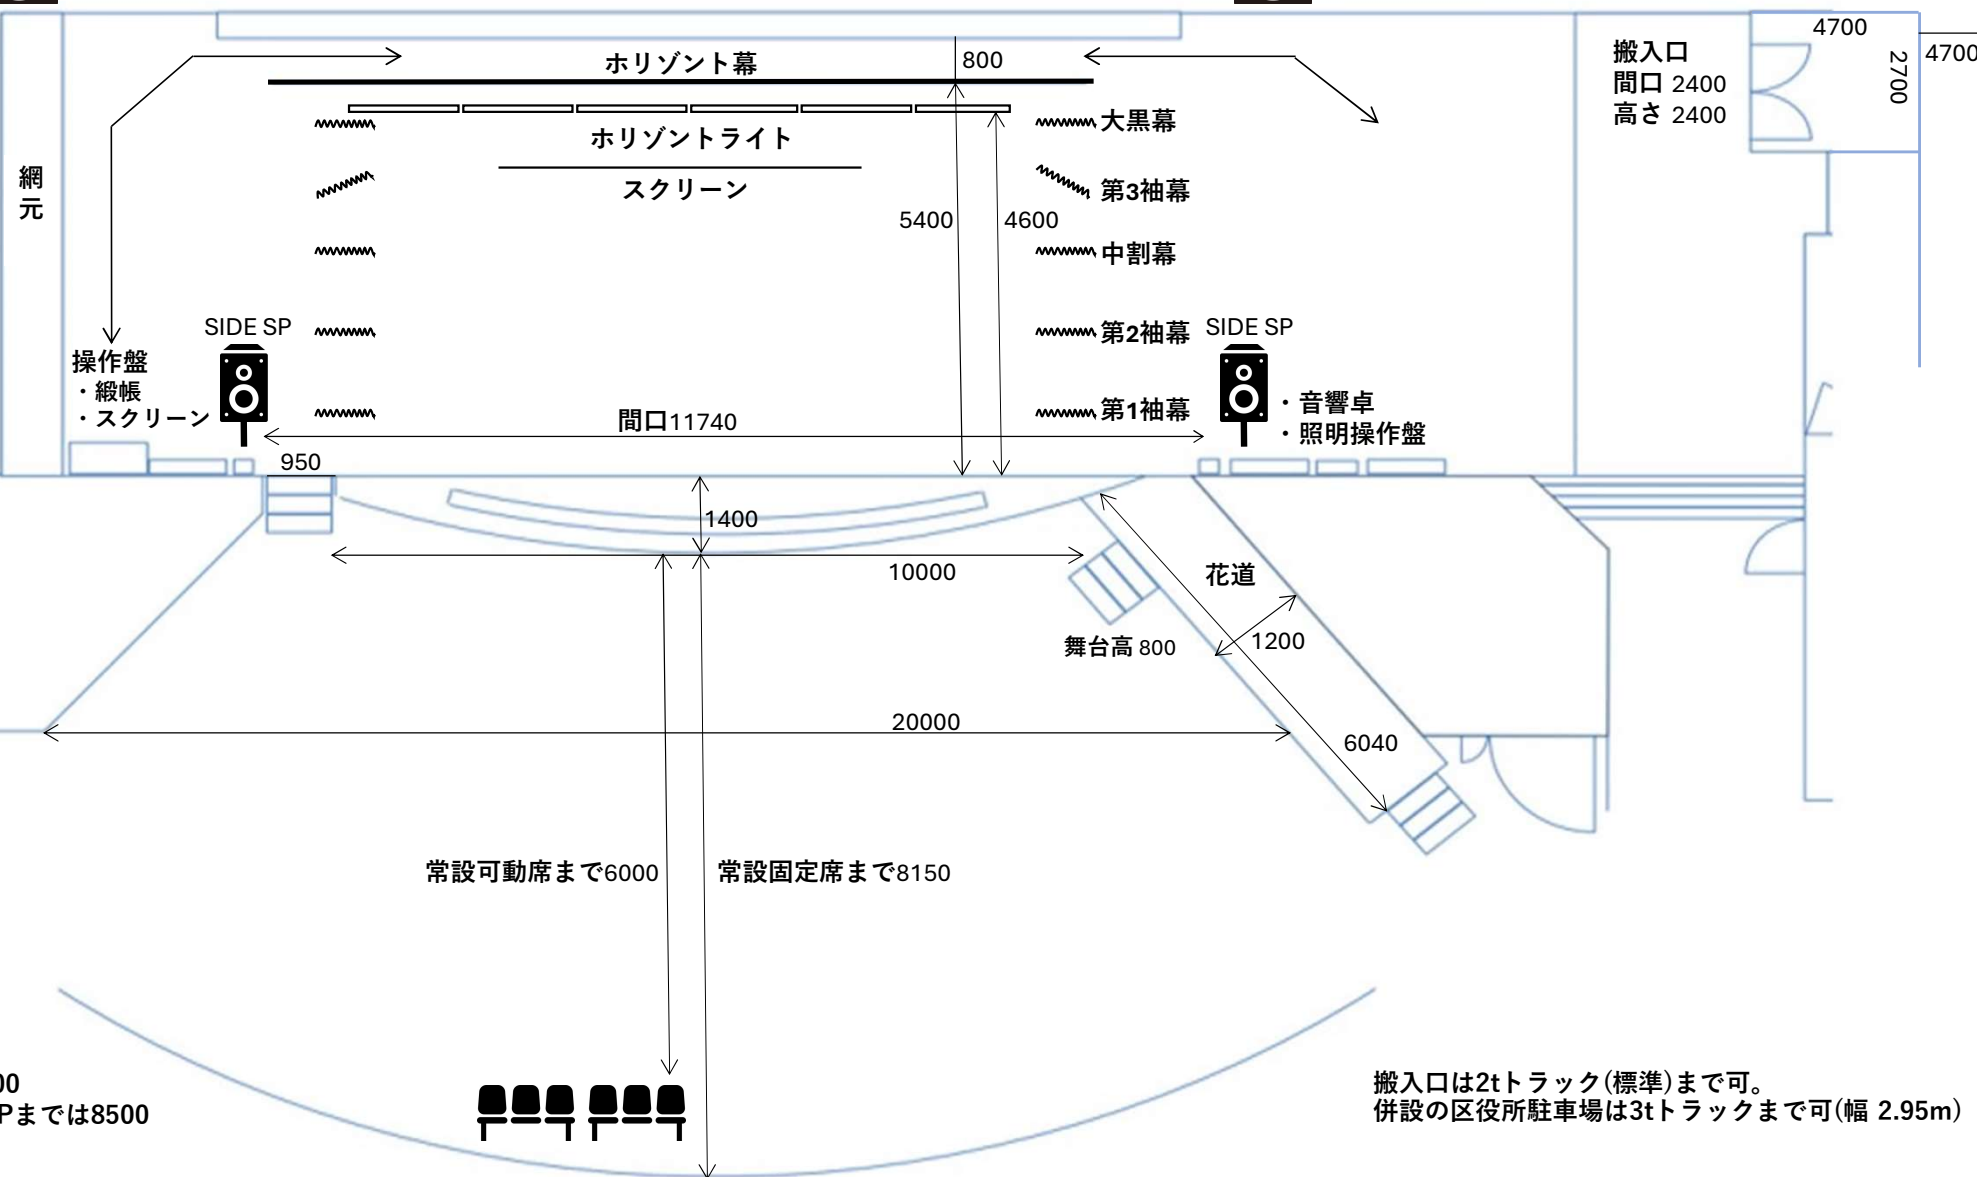 ホリゾント幕
800
ホリゾントライト
スクリーン
5400
4600
大黒幕
第3袖幕
中割幕
第2袖幕
第1袖幕
網元
搬入口
間口 2400
高さ 2400
4700
2700
4700
SIDE SP
操作盤
・緞帳
・スクリーン
SIDE SP
・音響卓
・照明操作盤
間口11740
950
1400
10000
花道
1200
舞台高 800
20000
6040
常設可動席まで6000
常設固定席まで8150
00
Pまでは8500
搬入口は2tトラック(標準)まで可。
併設の区役所駐車場は3tトラックまで可(幅 2.95m)